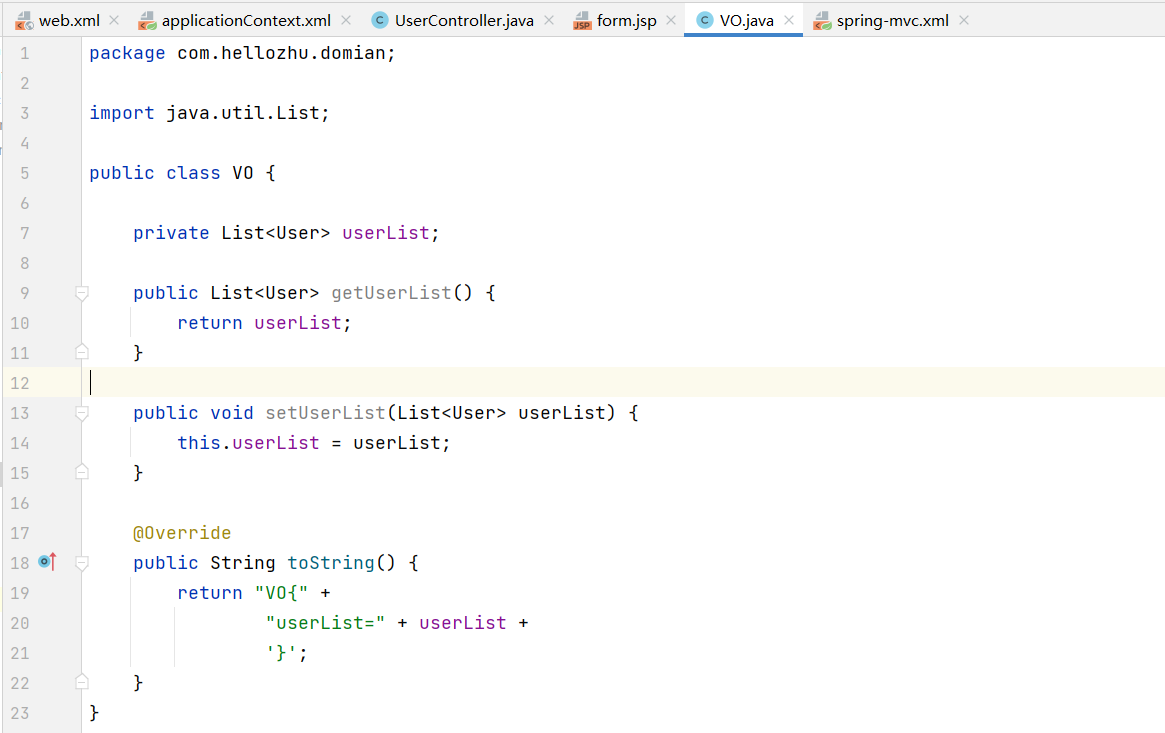 web.xml applicationContext.xml UserController.java form.jsp VO.java spring-mvc.xml
1 package com.hellozhu.domian;
2
3 import java.util.List;
4
5 public class VO {
6
7 private List<User> userList;
8
9 public List<User> getUserList() {
10 return userList;
11 }
12
13 public void setUserList(List<User> userList) {
14 this.userList = userList;
15 }
16
17 @Override
18 public String toString() {
19 return "VO{" +
20 "userList=" + userList +
21 '}';
22 }
23 }